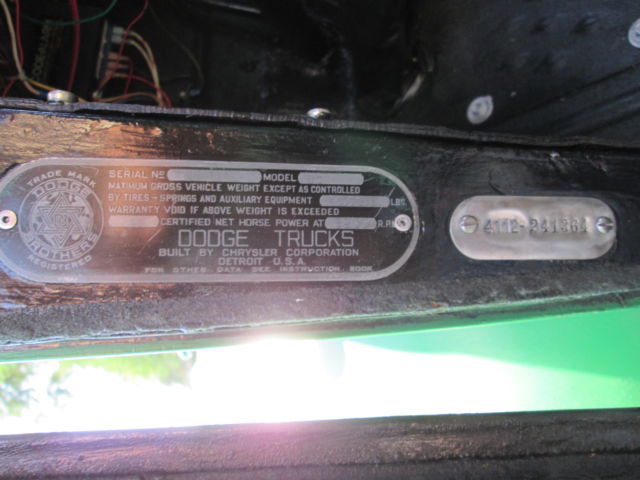 TRADE MARK
DODGE
BROTHERS
REGISTERED
SERIAL No MODEL
MAXIMUM GROSS VEHICLE WEIGHT EXCEPT AS CONTROLLED
BY TIRES - SPRINGS AND AUXILIARY EQUIPMENT LBS.
WARRANTY VOID IF ABOVE WEIGHT IS EXCEEDED
CERTIFIED NET HORSE POWER AT R.P.
DODGE TRUCKS
BUILT BY CHRYSLER CORPORATION
DETROIT U.S.A.
FOR OTHER DATA SEE INSTRUCTION BOOK